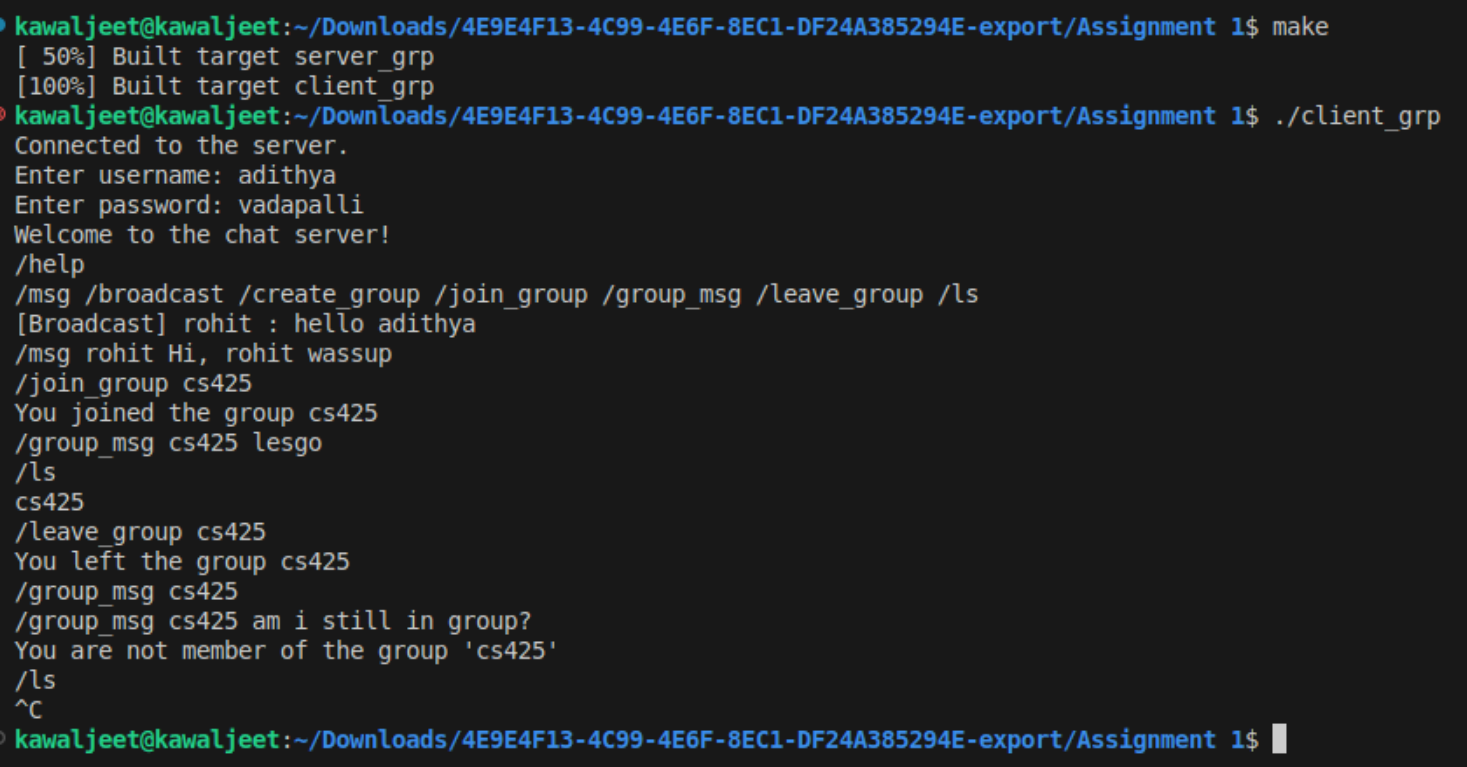 kawaljeet@kawaljeet:~/Downloads/4E9E4F13-4C99-4E6F-8EC1-DF24A385294E-export/Assignment 1$ make
[ 50%] Built target server_grp
[100%] Built target client_grp
kawaljeet@kawaljeet:~/Downloads/4E9E4F13-4C99-4E6F-8EC1-DF24A385294E-export/Assignment 1$ ./client_grp
Connected to the server.
Enter username: adithya
Enter password: vadapalli
Welcome to the chat server!
/help
/msg /broadcast /create_group /join_group /group_msg /leave_group /ls
[Broadcast] rohit : hello adithya
/msg rohit Hi, rohit wassup
/join_group cs425
You joined the group cs425
/group_msg cs425 lesgo
/ls
cs425
/leave_group cs425
You left the group cs425
/group_msg cs425
/group_msg cs425 am i still in group?
You are not member of the group 'cs425'
/ls
^C
kawaljeet@kawaljeet:~/Downloads/4E9E4F13-4C99-4E6F-8EC1-DF24A385294E-export/Assignment 1$